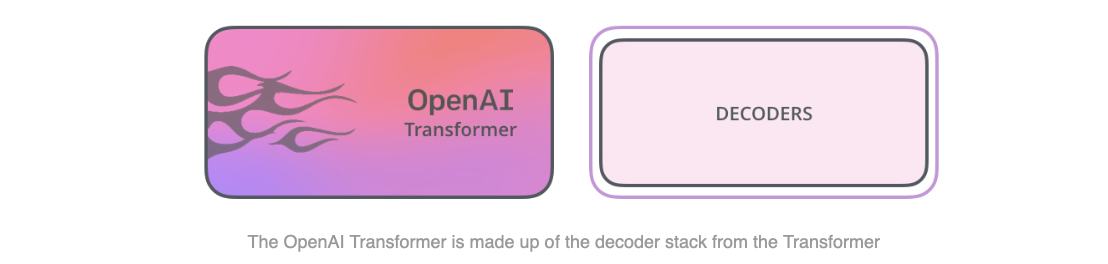 OpenAI
Transformer
DECODERS
The OpenAI Transformer is made up of the decoder stack from the Transformer